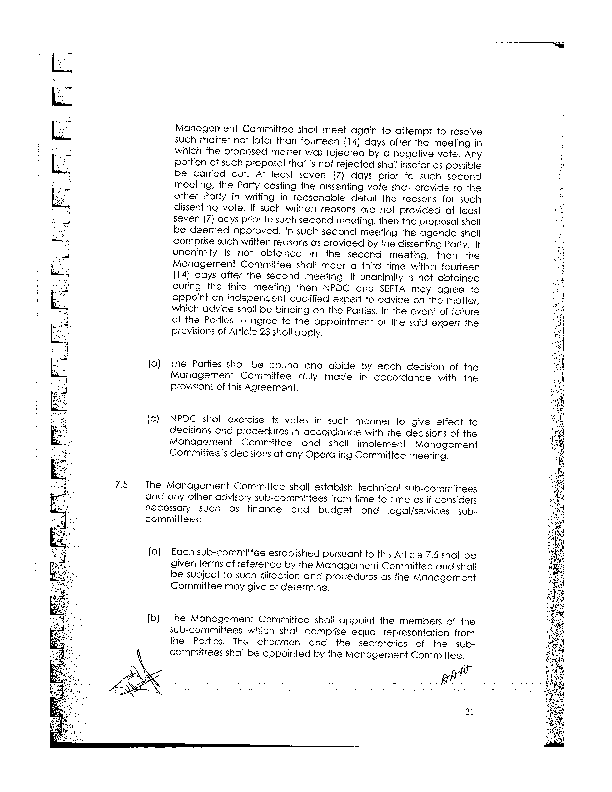 Management Committee shall meet again to attempt to resolve
such matter not later than fourteen (14) days after the meeting in
which the proposed matter was rejected by a negative vote. Any
portion of such proposal that is not rejected shall insofar as possible
be carried out. At least seven (7) days prior to such second
meeting, the Party casting the dissenting vote shall provide to the
other Party in writing in reasonable detail the reasons for such
dissenting vote. If such written reasons are not provided at least
seven (7) days prior to such second meeting, then the proposal shall
be deemed approved. In such second meeting the agenda shall
comprise such written reasons as provided by the dissenting Party. If
unanimity is not obtained in the second meeting, then the
Management Committee shall meet a third time within fourteen
(14) days after the second meeting. If unanimity is not obtained
during the third meeting then NPDC and SEPTA may agree to
appoint an independent qualified expert to advise on the matter,
which advice shall be binding on the Parties. In the event of failure
of the Parties to agree to the appointment of the said expert the
provisions of Article 23 shall apply.
the Parties shall be bound and abide by each decision of the
Management Committee duly made in accordance with the
provisions of this Agreement.
NPDC shall exercise its votes in such manner to give effect to
decisions and procedures in accordance with the decisions of the
Management Committee and shall implement Management
Committee's decisions at any Operating Committee meeting.
7.5 The Management Committee shall establish technical sub-committees
and any other advisory sub-committees from time to time as it considers
necessary such as finance and budget and legal/services sub-
committees:
(a) Each sub-committee established pursuant to this Article 7.5 shall be
given terms of reference by the Management Committee and shall
be subject to such direction and procedures as the Management
Committee may give or determine.
(b) The Management Committee shall appoint the members of the
sub-committees which shall comprise equal representation from
the Parties. The chairman and the secretaries of the sub-
committees shall be appointed by the Management Committee.